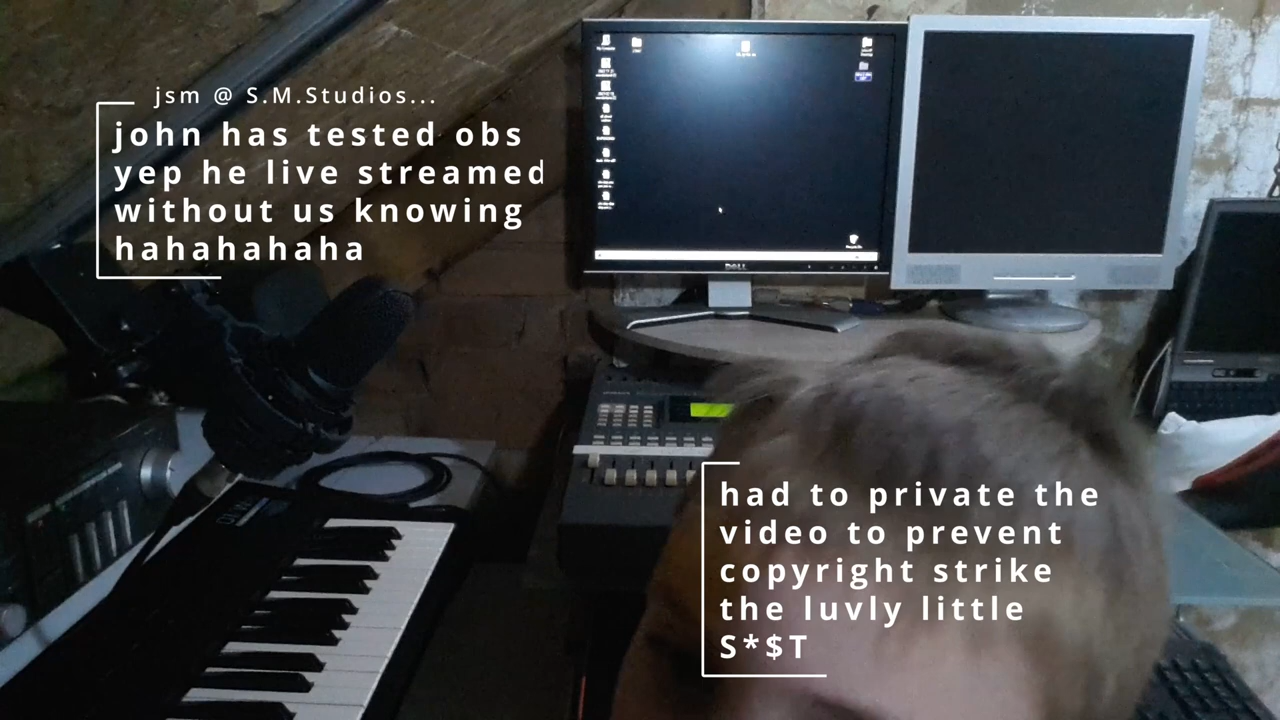 jsm @ S.M.Studios...
john has tested obs
yep he live streamed
without us knowing
hahahahaha
DELL
had to private the
video to prevent
copyright strike
the luvly little
S*$T